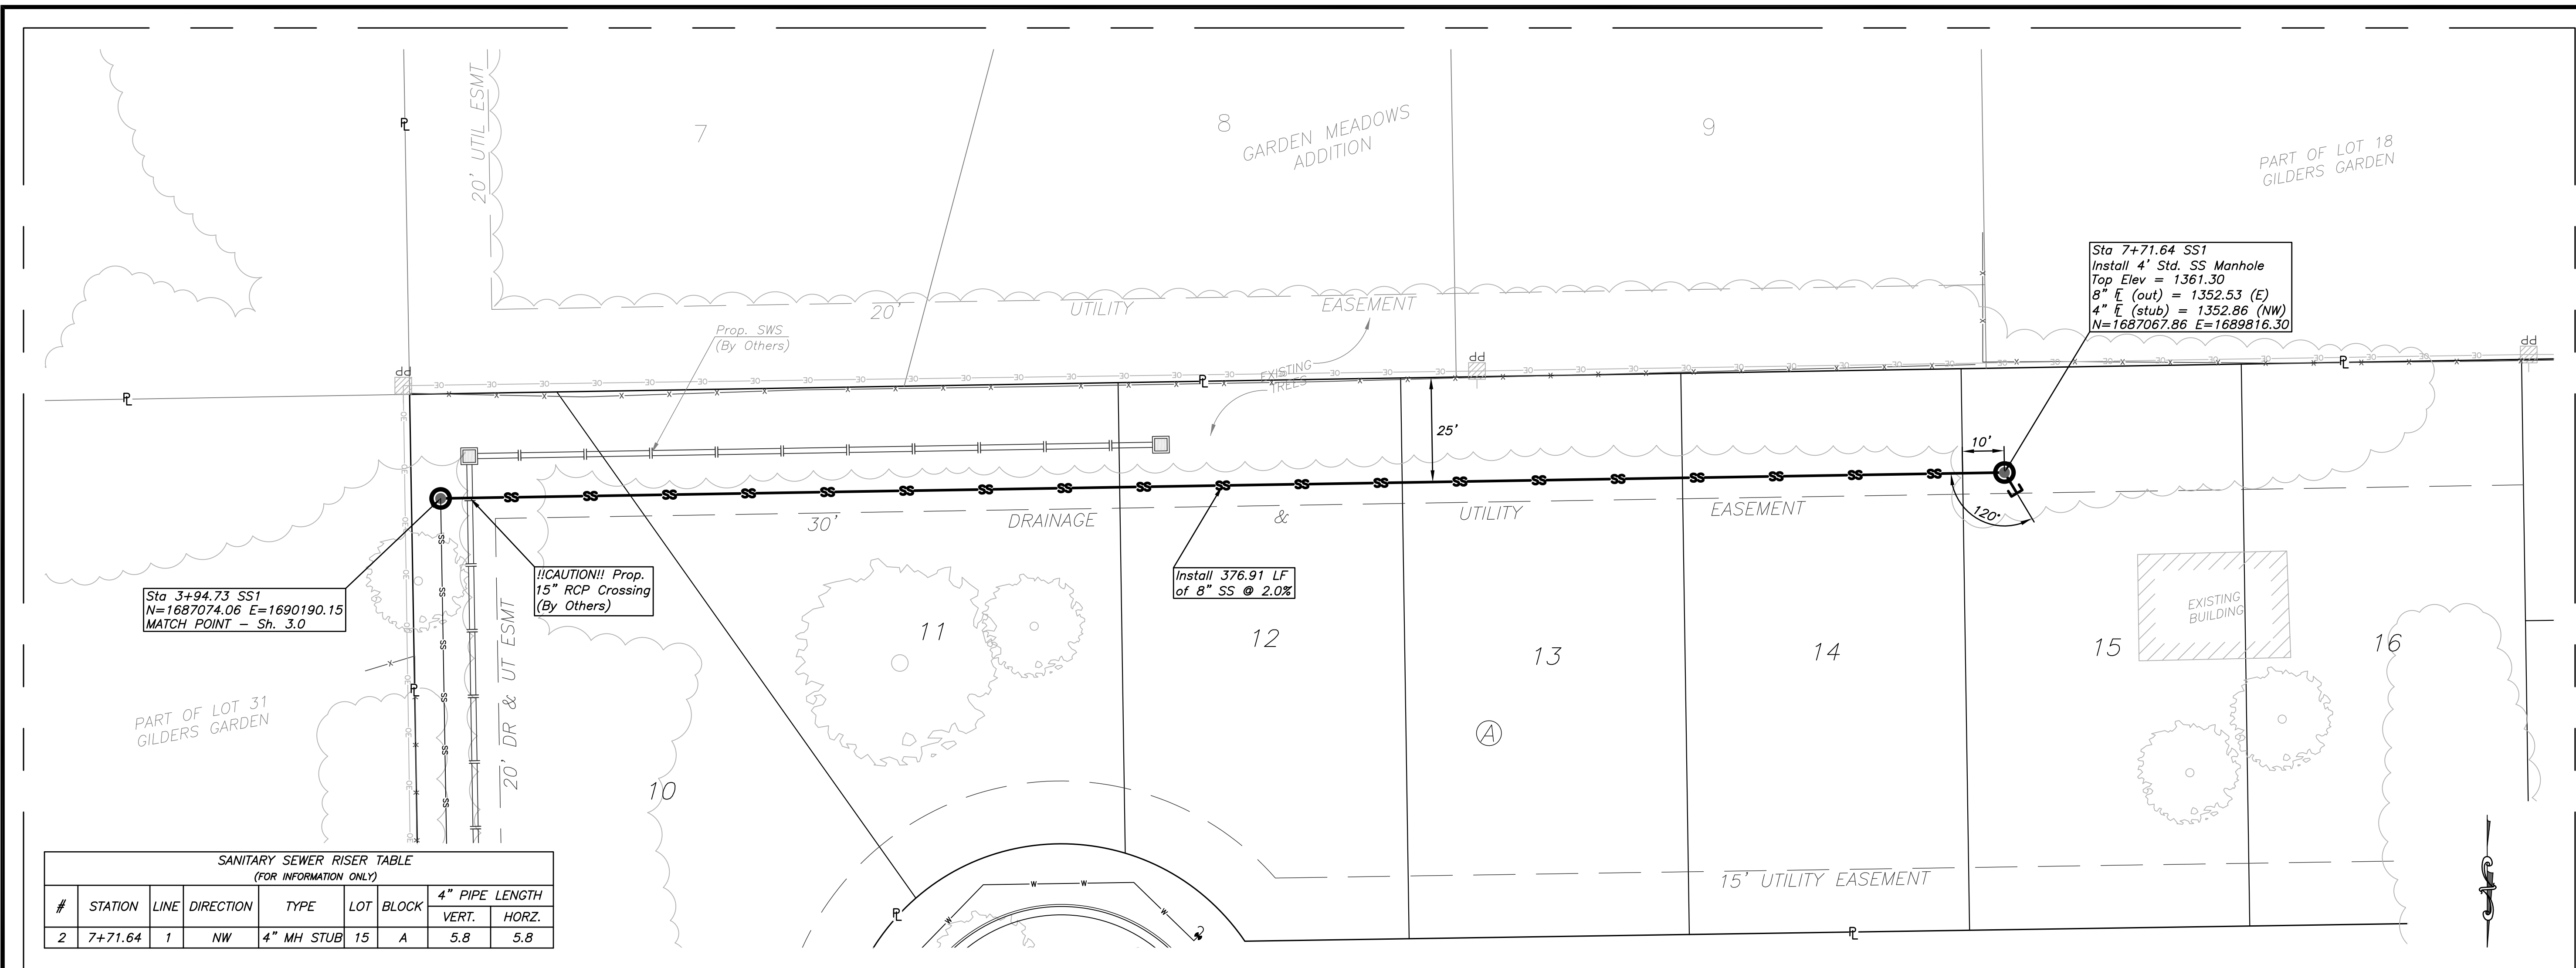 20' UTIL ESMT
7
8
9
GARDEN MEADOWS
ADDITION
PART OF LOT 18
GILDERS GARDEN
Sta 7+71.64 SS1
Install 4' Std. SS Manhole
Top Elev = 1361.30
8" FL (out) = 1352.53 (E)
4" FL (stub) = 1352.86 (NW)
N=1687067.86 E=1689816.30
20' UTILITY EASEMENT
Prop. SWS
(By Others)
EXISTING
TREES
PP
PP
PP
25'
10'
120°
E
30' DRAINAGE & UTILITY EASEMENT
!!CAUTION!! Prop.
15" RCP Crossing
(By Others)
Install 376.91 LF
of 8" SS @ 2.0%
Sta 3+94.73 SS1
N=1687074.06 E=1690190.15
MATCH POINT - Sh. 3.0
PART OF LOT 31
GILDERS GARDEN
20' DR & UT ESMT
10
11
12
13
14
15
16
EXISTING
BUILDING
A
15' UTILITY EASEMENT
SANITARY SEWER RISER TABLE
(FOR INFORMATION ONLY)
# STATION LINE DIRECTION TYPE LOT BLOCK 4" PIPE LENGTH
VERT. HORZ.
2 7+71.64 1 NW 4" MH STUB 15 A 5.8 5.8